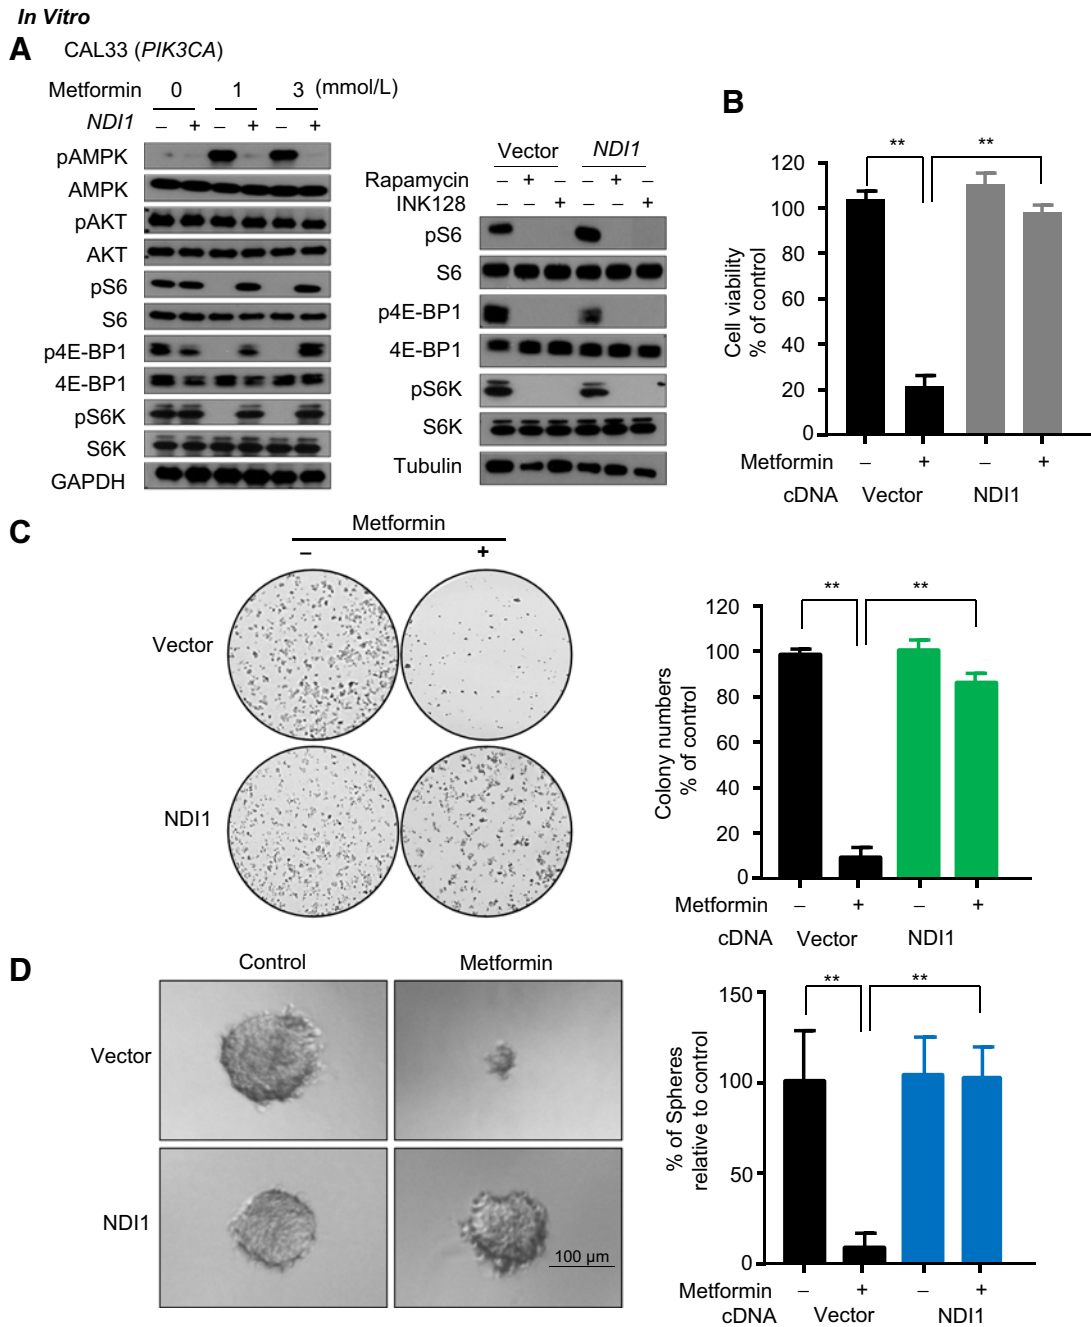 In Vitro
A CAL33 (PIK3CA)
Metformin 0 1 3 (mmol/L)
NDI1 – + – + – +
pAMPK
AMPK
pAKT
AKT
pS6
S6
p4E-BP1
4E-BP1
pS6K
S6K
GAPDH
Vector NDI1
Rapamycin – + – – + –
INK128 – – + – – +
pS6
S6
p4E-BP1
4E-BP1
pS6K
S6K
Tubulin
B
** **
Cell viability
% of control
120
100
80
60
40
20
0
Metformin – + – +
cDNA Vector NDI1
C
Metformin
– +
Vector
NDI1
** **
Colony numbers
% of control
120
100
80
60
40
20
0
Metformin – + – +
cDNA Vector NDI1
D
Control Metformin
Vector
NDI1
100 µm
** **
% of Spheres
relative to control
150
100
50
0
Metformin – + – +
cDNA Vector NDI1